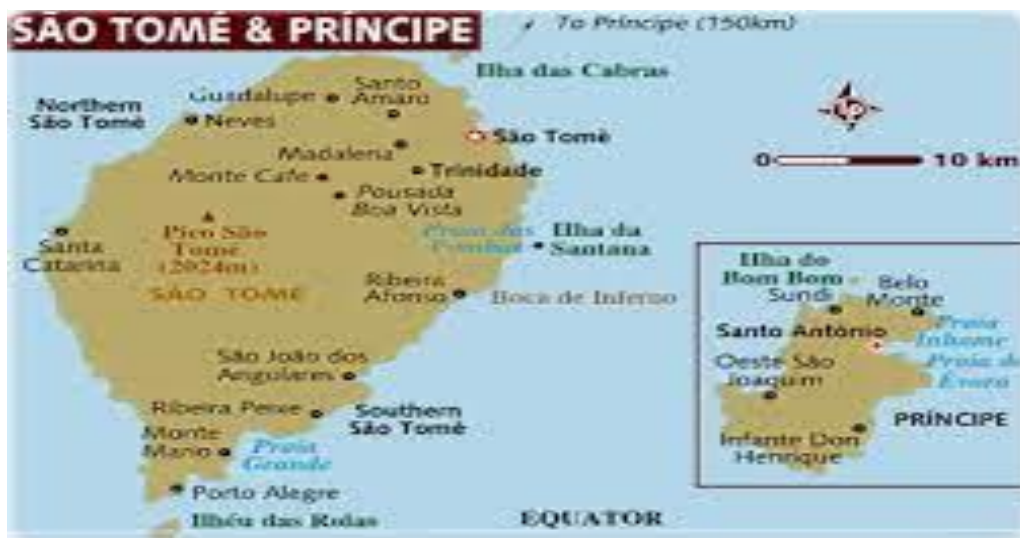 SÃO TOMÉ & PRÍNCIPE
To Príncipe (150km)
Ilha das Cabras
Santo
Amaro
Guadalupe
Northern
São Tomé
Neves
São Tomé
Madalena
Trinidade
Monte Cafe
Pousada
Boa Vista
0 10 km
Pico São
Tomé
(2024m)
Santa
Catarina
Praia das
Ilha da
Santana
SÃO TOMÉ
Ribeira
Afonso
Boca de Inferno
São João dos
Angulares
Ribeira Peixe
Southern
São Tomé
Monte
Mario
Praia
Grande
Porto Alegre
Ilhéu das Rolas
EQUATOR
Ilha do
Bom Bom
Sundi
Belo
Monte
Santo António
Praia
Inhame
Oeste São
Joaquim
Praia de
Évora
PRÍNCIPE
Infante Don
Henrique